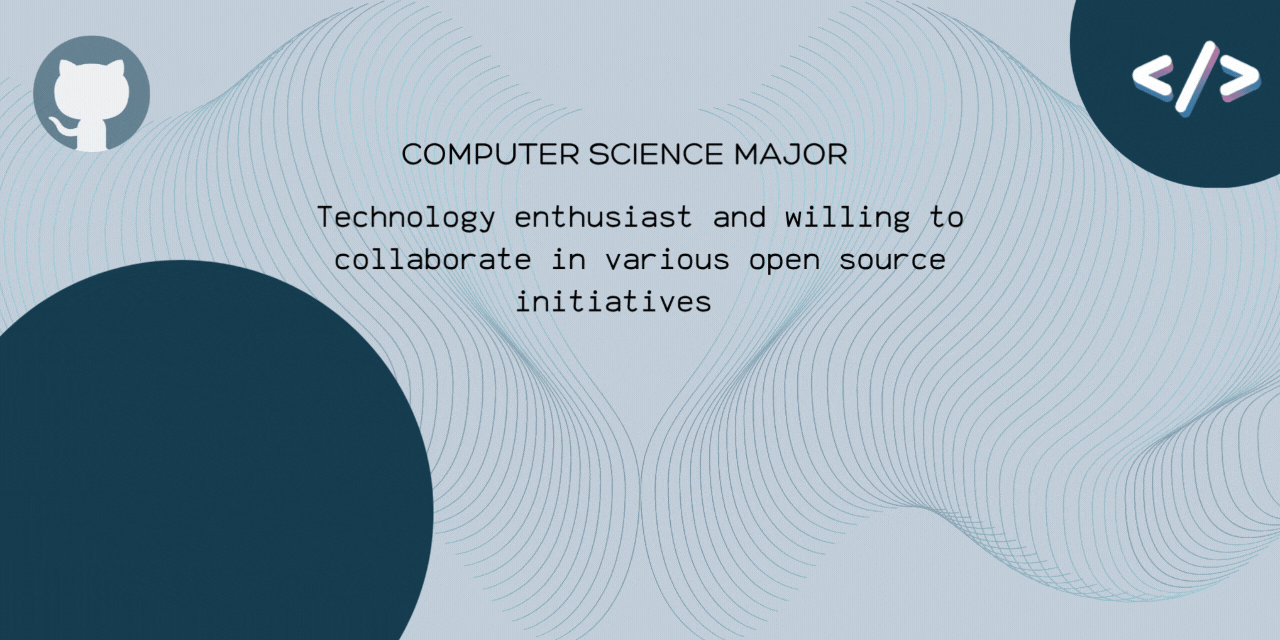 </>
COMPUTER SCIENCE MAJOR
Technology enthusiast and willing to
collaborate in various open source
initiatives